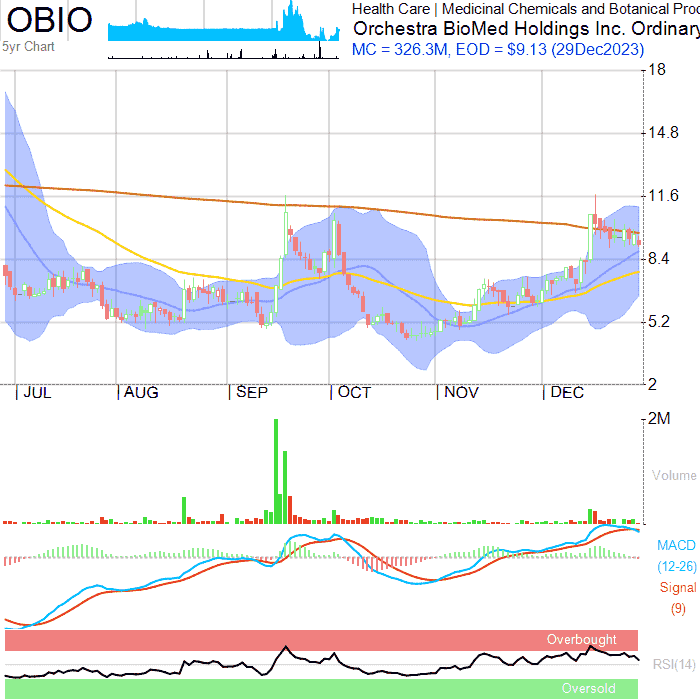 OBIO
5yr Chart
Health Care | Medicinal Chemicals and Botanical Prod
Orchestra BioMed Holdings Inc. Ordinary
MC = 326.3M, EOD = $9.13 (29Dec2023)
18
14.8
11.6
8.4
5.2
2
JUL AUG SEP OCT NOV DEC
2M
Volume
MACD
(12-26)
Signal
(9)
Overbought
RSI(14)
Oversold